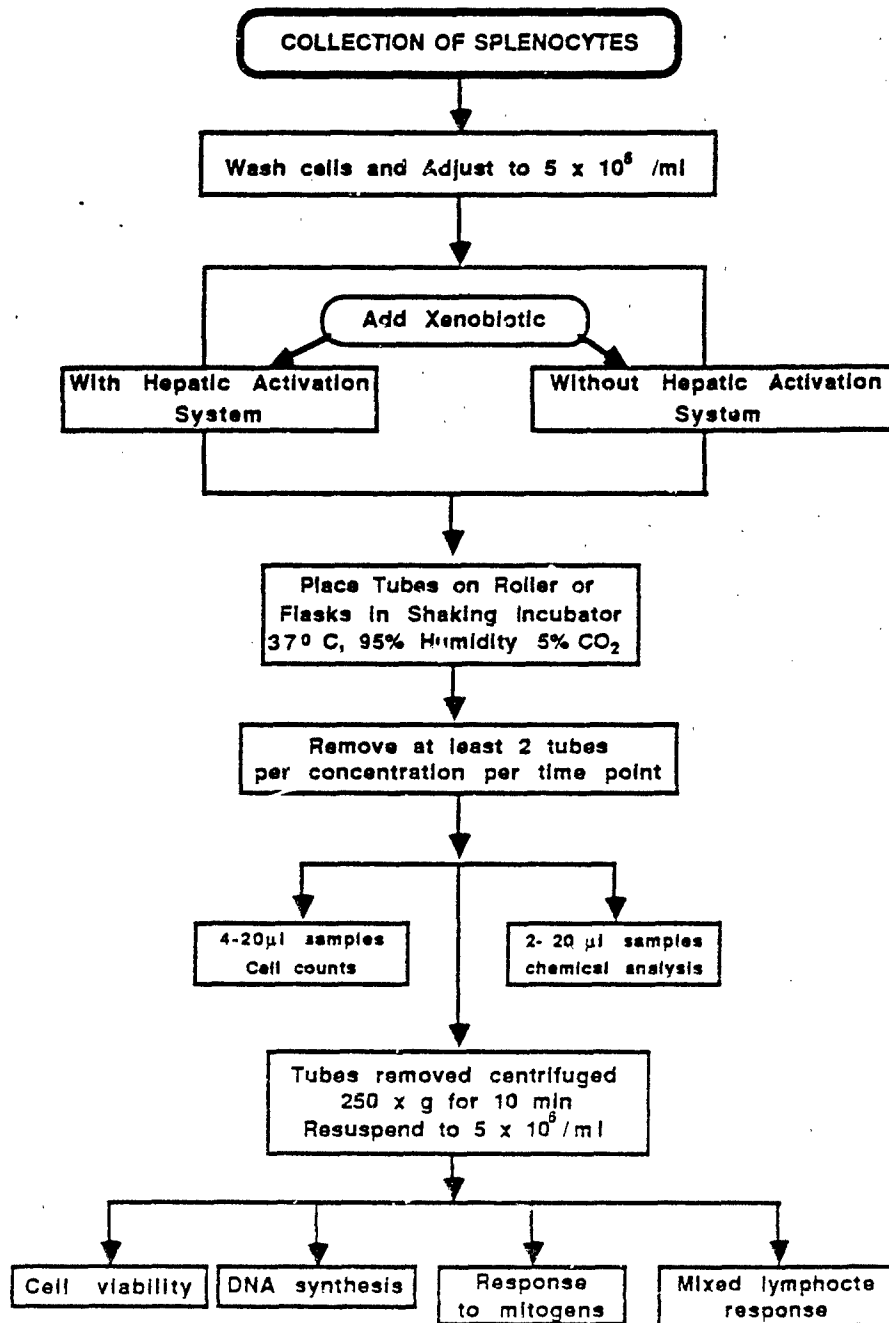 COLLECTION OF SPLENOCYTES
Wash cells and Adjust to 5 x 10⁶ /ml
Add Xenobiotic
With Hepatic Activation
System
Without Hepatic Activation
System
Place Tubes on Roller or
Flasks in Shaking Incubator
37º C, 95% Humidity 5% CO₂
Remove at least 2 tubes
per concentration per time point
4-20µl samples
Cell counts
2- 20 µl samples
chemical analysis
Tubes removed centrifuged
250 x g for 10 min
Resuspend to 5 x 10⁶/ml
Cell viability
DNA synthesis
Response
to mitogens
Mixed lymphocte
response